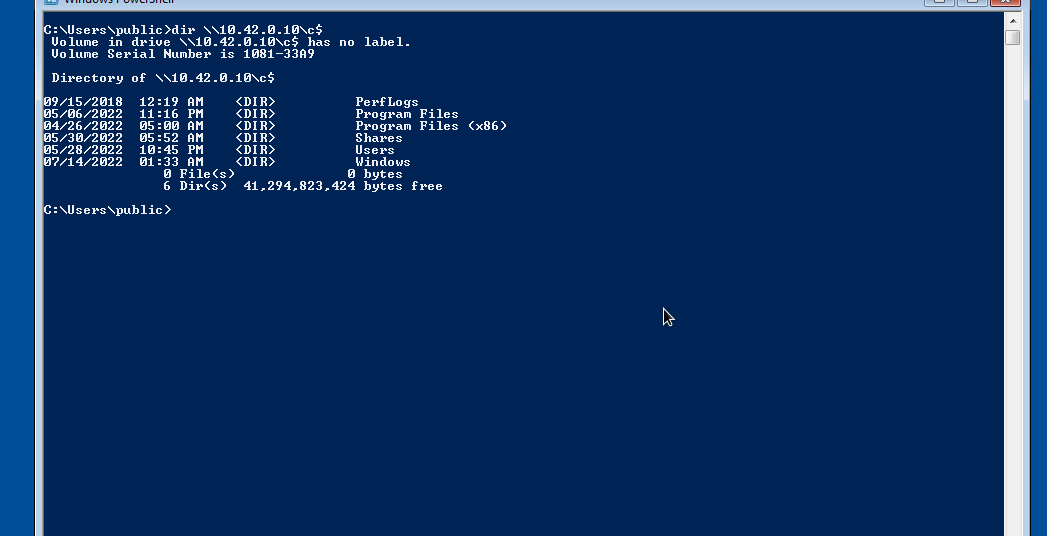 Windows PowerShell
C:\Users\public>dir \\10.42.0.10\c$
Volume in drive \\10.42.0.10\c$ has no label.
Volume Serial Number is 1081-33A9
Directory of \\10.42.0.10\c$
09/15/2018  12:19 AM    <DIR>          PerfLogs
05/06/2022  11:16 PM    <DIR>          Program Files
04/26/2022  05:00 AM    <DIR>          Program Files (x86)
05/30/2022  05:52 AM    <DIR>          Shares
05/28/2022  10:45 PM    <DIR>          Users
07/14/2022  01:33 AM    <DIR>          Windows
0 File(s)              0 bytes
6 Dir(s)  41,294,823,424 bytes free
C:\Users\public>